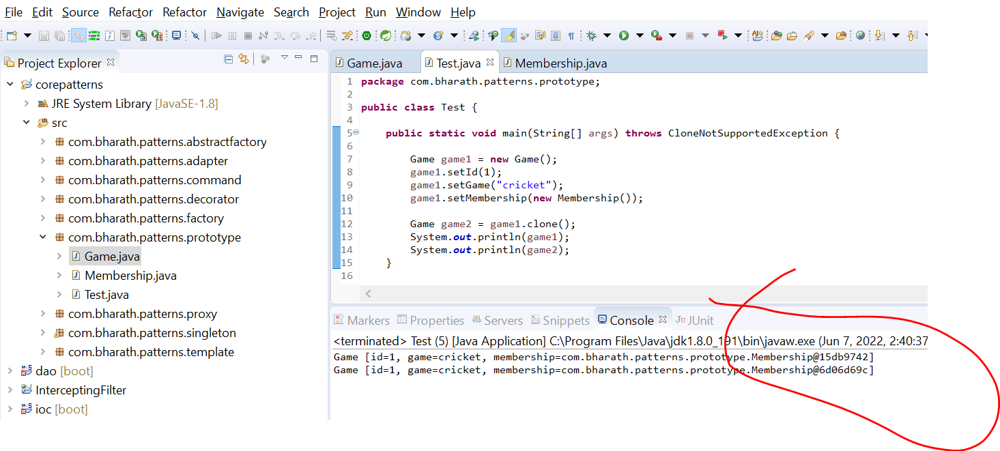 File Edit Source Refactor Refactor Navigate Search Project Run Window Help
Project Explorer
corepatterns
JRE System Library [JavaSE-1.8]
src
com.bharath.patterns.abstractfactory
com.bharath.patterns.adapter
com.bharath.patterns.command
com.bharath.patterns.decorator
com.bharath.patterns.factory
com.bharath.patterns.prototype
Game.java
Membership.java
Test.java
com.bharath.patterns.proxy
com.bharath.patterns.singleton
com.bharath.patterns.template
dao [boot]
InterceptingFilter
ioc [boot]
Game.java Test.java Membership.java
1 package com.bharath.patterns.prototype;
2
3 public class Test {
4
5 public static void main(String[] args) throws CloneNotSupportedException {
6
7 Game game1 = new Game();
8 game1.setId(1);
9 game1.setGame("cricket");
10 game1.setMembership(new Membership());
11
12 Game game2 = game1.clone();
13 System.out.println(game1);
14 System.out.println(game2);
15 }
16
Markers Properties Servers Snippets Console JUnit
<terminated> Test (5) [Java Application] C:\Program Files\Java\jdk1.8.0_191\bin\javaw.exe (Jun 7, 2022, 2:40:37
Game [id=1, game=cricket, membership=com.bharath.patterns.prototype.Membership@15db9742]
Game [id=1, game=cricket, membership=com.bharath.patterns.prototype.Membership@6d06d69c]